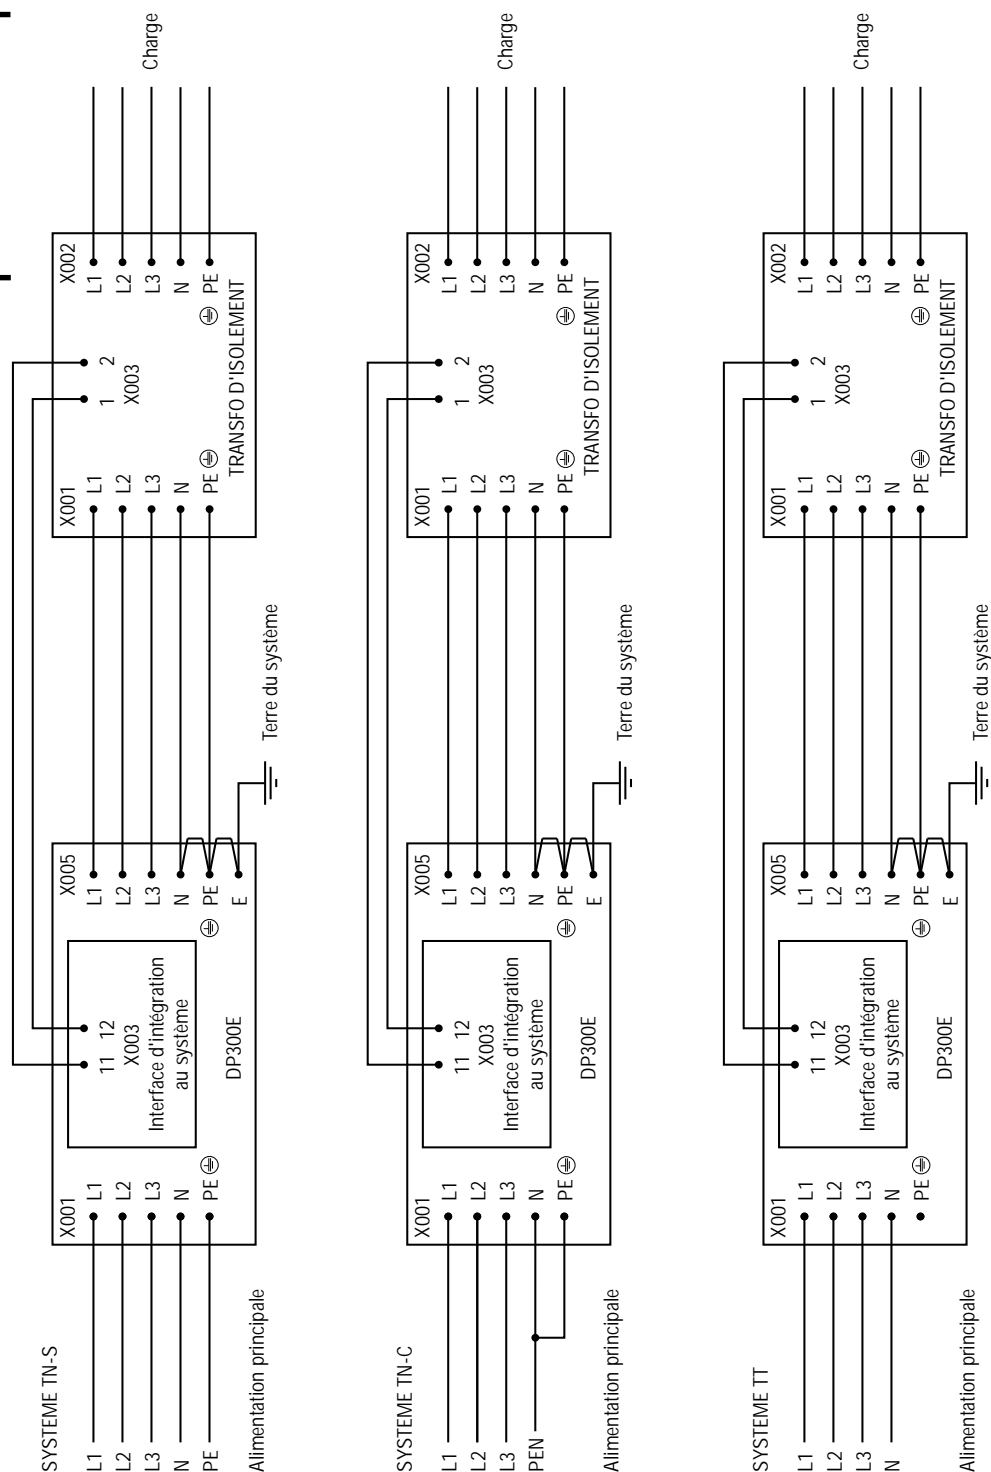 SYSTEME TN-S
L1
L2
L3
N
PE
Alimentation principale
X001
L1
L2
L3
N
PE
11 12
X003
Interface d'intégration
au système
DP300E
X005
L1
L2
L3
N
PE
E
Terre du système
X001
L1
L2
L3
N
PE
1 2
X003
TRANSFO D'ISOLEMENT
X002
L1
L2
L3
N
PE
Charge
SYSTEME TN-C
L1
L2
L3
PEN
Alimentation principale
X001
L1
L2
L3
N
PE
11 12
X003
Interface d'intégration
au système
DP300E
X005
L1
L2
L3
N
PE
E
Terre du système
X001
L1
L2
L3
N
PE
1 2
X003
TRANSFO D'ISOLEMENT
X002
L1
L2
L3
N
PE
Charge
SYSTEME TT
L1
L2
L3
N
Alimentation principale
X001
L1
L2
L3
N
PE
11 12
X003
Interface d'intégration
au système
DP300E
X005
L1
L2
L3
N
PE
E
Terre du système
X001
L1
L2
L3
N
PE
1 2
X003
TRANSFO D'ISOLEMENT
X002
L1
L2
L3
N
PE
Charge